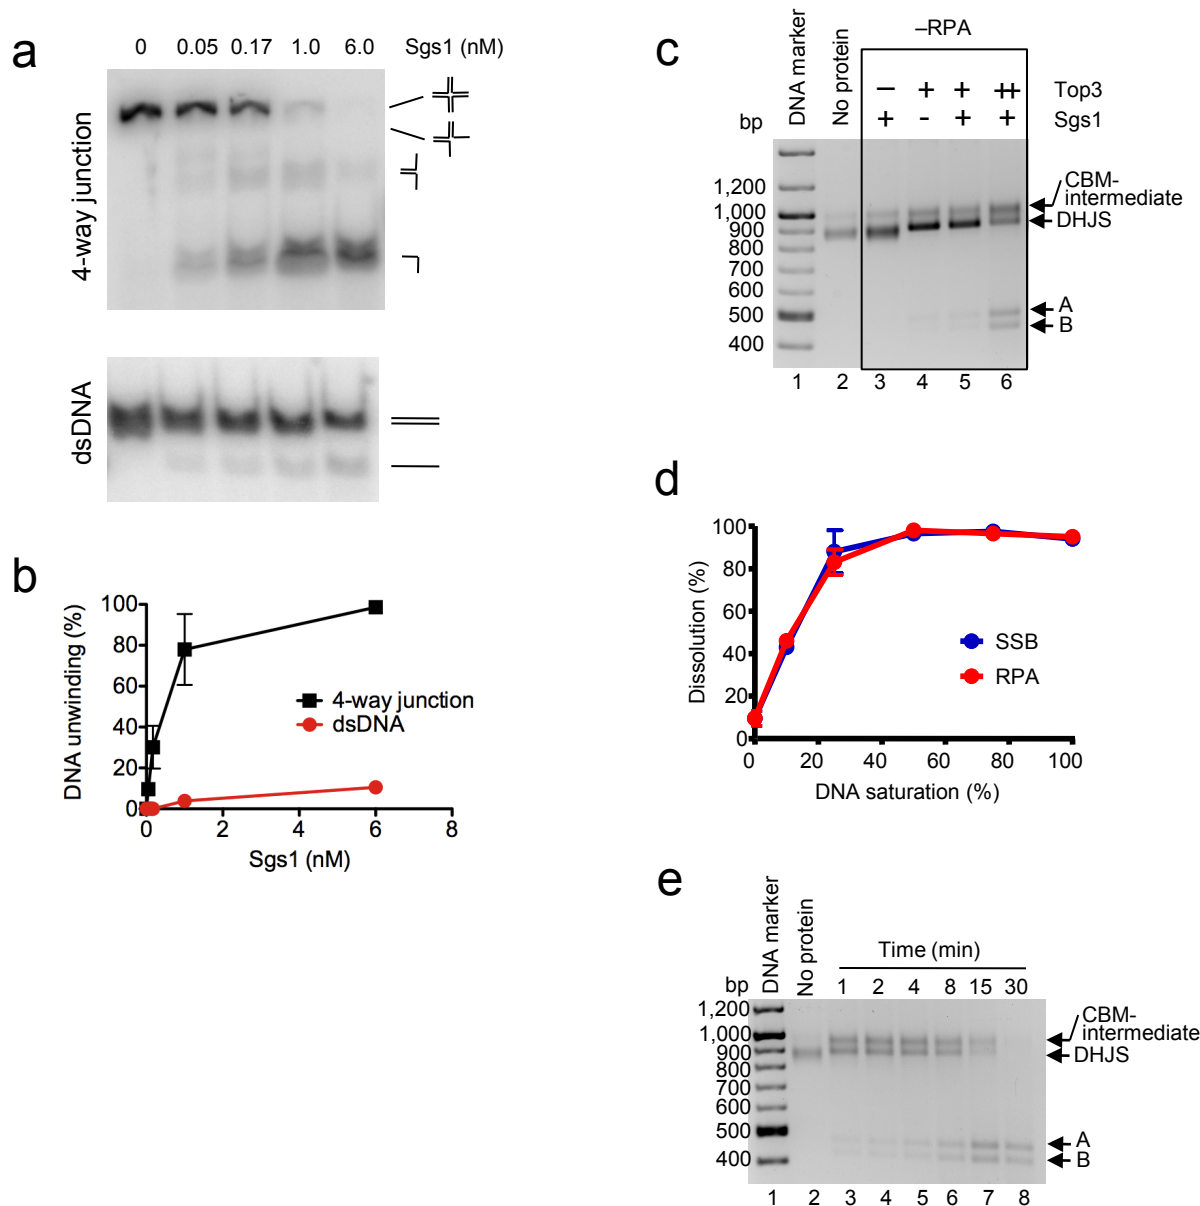 a
0 0.05 0.17 1.0 6.0 Sgs1 (nM)
4-way junction
dsDNA
b
DNA unwinding (%)
100
80
60
40
20
0
4-way junction
dsDNA
0 2 4 6 8
Sgs1 (nM)
c
–RPA
DNA marker
No protein
– + + ++ Top3
+ - + + Sgs1
bp
1,200
1,000
900
800
700
600
500
400
CBM-
intermediate
DHJS
A
B
1 2 3 4 5 6
d
Dissolution (%)
100
80
60
40
20
0
SSB
RPA
0 20 40 60 80 100
DNA saturation (%)
e
DNA marker
No protein
Time (min)
bp 1 2 4 8 15 30
1,200
1,000
900
800
700
600
500
400
CBM-
intermediate
DHJS
A
B
1 2 3 4 5 6 7 8